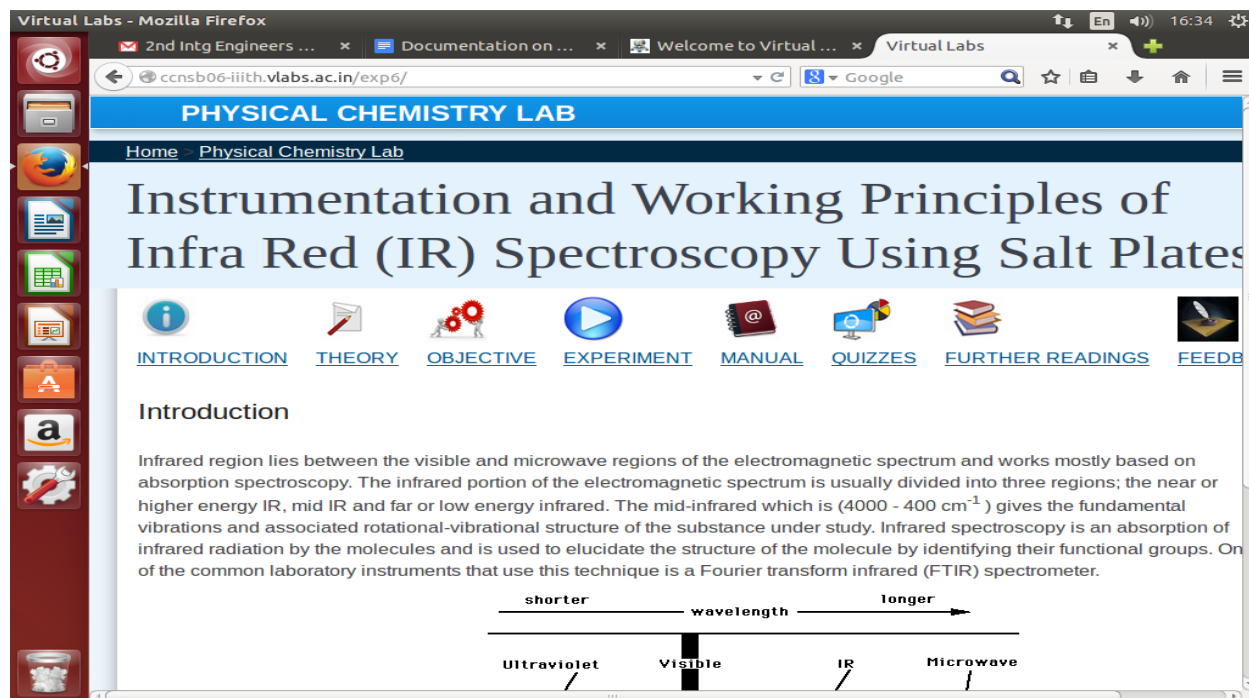 Virtual Labs - Mozilla Firefox
En
16:34
2nd Intg Engineers ...
Documentation on ...
Welcome to Virtual ...
Virtual Labs
ccnsb06-iiith.vlabs.ac.in/exp6/
Google
PHYSICAL CHEMISTRY LAB
Home > Physical Chemistry Lab
Instrumentation and Working Principles of
Infra Red (IR) Spectroscopy Using Salt Plates
INTRODUCTION THEORY OBJECTIVE EXPERIMENT MANUAL QUIZZES FURTHER READINGS FEEDB
Introduction
Infrared region lies between the visible and microwave regions of the electromagnetic spectrum and works mostly based on
absorption spectroscopy. The infrared portion of the electromagnetic spectrum is usually divided into three regions; the near or
higher energy IR, mid IR and far or low energy infrared. The mid-infrared which is (4000 - 400 cm⁻¹ ) gives the fundamental
vibrations and associated rotational-vibrational structure of the substance under study. Infrared spectroscopy is an absorption of
infrared radiation by the molecules and is used to elucidate the structure of the molecule by identifying their functional groups. On
of the common laboratory instruments that use this technique is a Fourier transform infrared (FTIR) spectrometer.
shorter longer
wavelength
Ultraviolet Visible IR Microwave